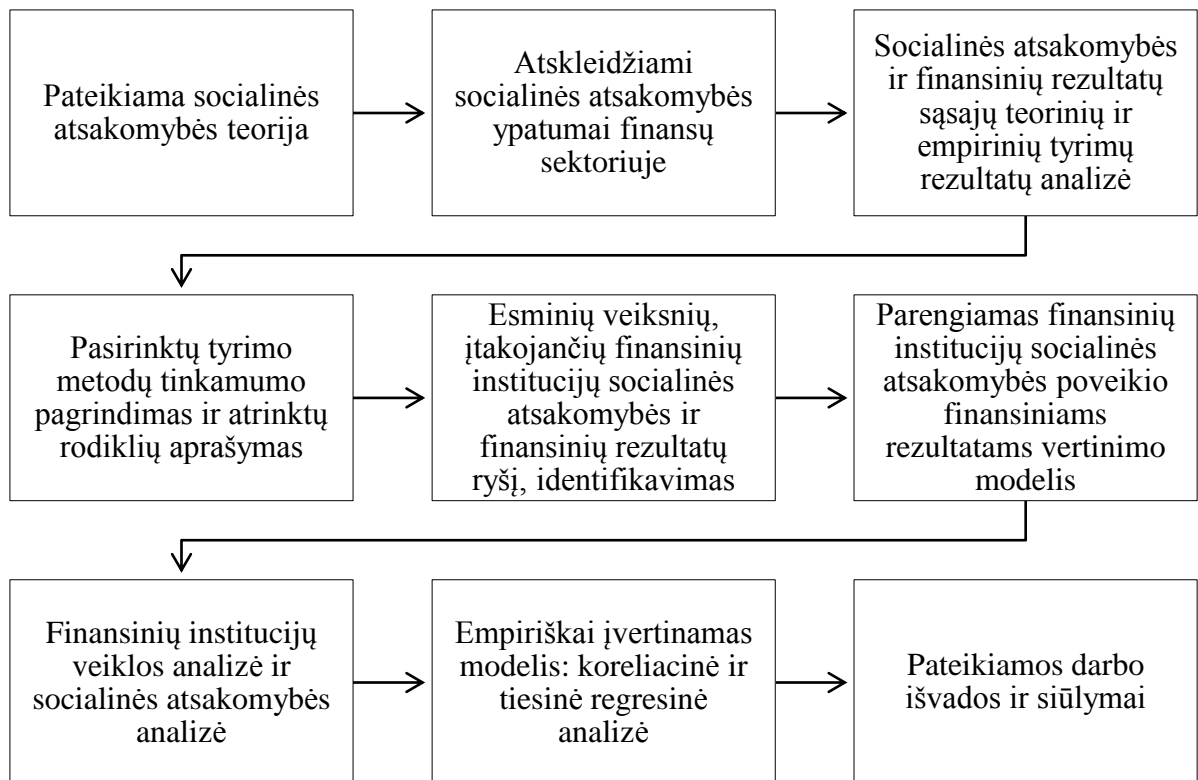 Pateikiama socialinės
atsakomybės teorija
Atskleidžiami
socialinės atsakomybės
ypatumai finansų
sektoriuje
Socialinės atsakomybės
ir finansinių rezultatų
sąsajų teorinių ir
empirinių tyrimų
rezultatų analizė
Pasirinktų tyrimo
metodų tinkamumo
pagrindimas ir atrinktų
rodiklių aprašymas
Esminių veiksnių,
įtakojančių finansinių
institucijų socialinės
atsakomybės ir
finansinių rezultatų
ryšį, identifikavimas
Parengiamas finansinių
institucijų socialinės
atsakomybės poveikio
finansiniams
rezultatams vertinimo
modelis
Finansinių institucijų
veiklos analizė ir
socialinės atsakomybės
analizė
Empiriškai įvertinamas
modelis: koreliacinė ir
tiesinė regresinė
analizė
Pateikiamos darbo
išvados ir siūlymai